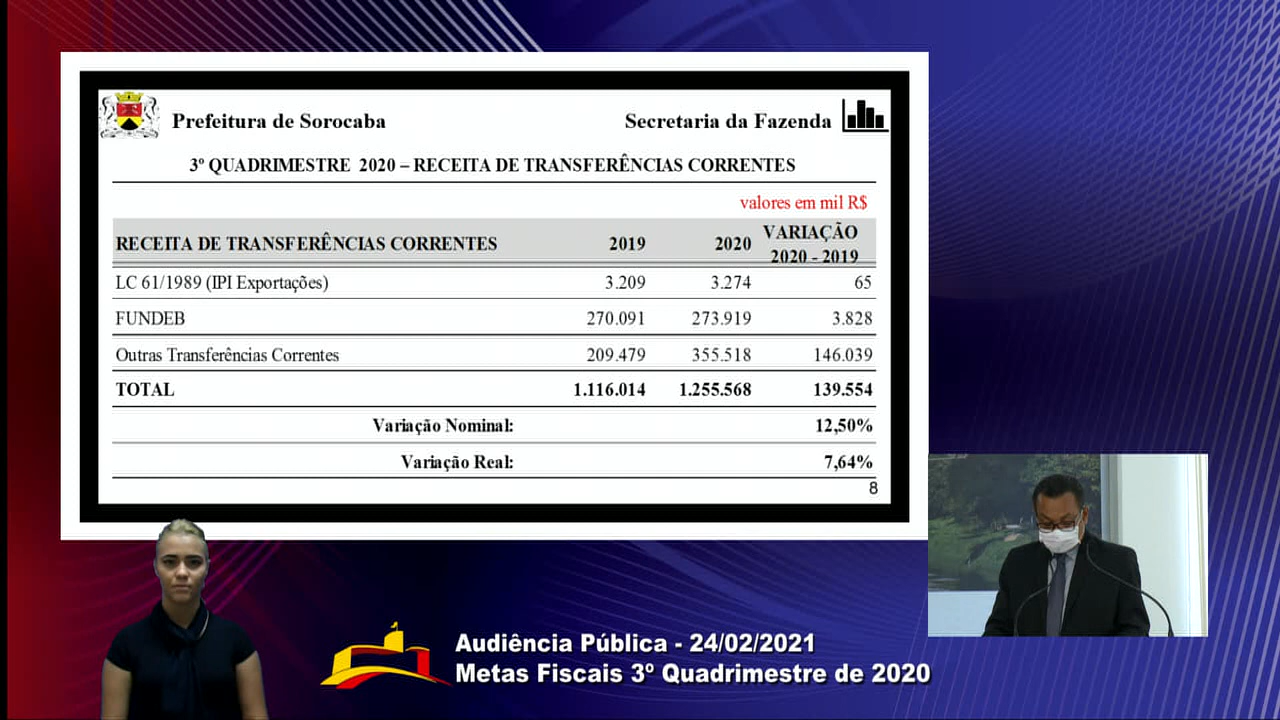 Prefeitura de Sorocaba
Secretaria da Fazenda
3º QUADRIMESTRE 2020 – RECEITA DE TRANSFERÊNCIAS CORRENTES
valores em mil R$
RECEITA DE TRANSFERÊNCIAS CORRENTES 2019 2020 VARIAÇÃO 2020 - 2019
LC 61/1989 (IPI Exportações) 3.209 3.274 65
FUNDEB 270.091 273.919 3.828
Outras Transferências Correntes 209.479 355.518 146.039
TOTAL 1.116.014 1.255.568 139.554
Variação Nominal: 12,50%
Variação Real: 7,64%
8
Audiência Pública - 24/02/2021
Metas Fiscais 3º Quadrimestre de 2020